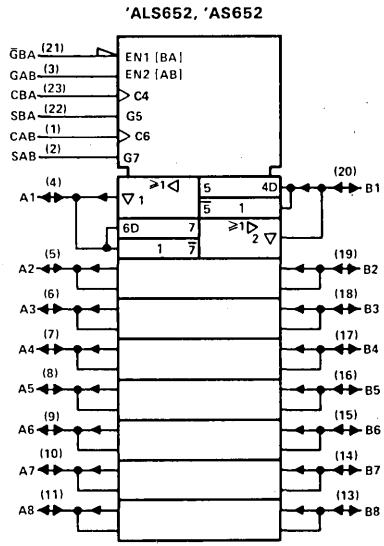 'ALS652, 'AS652
G̅BA (21) EN1 [BA]
GAB (3) EN2 [AB]
CBA (23) C4
SBA (22) G5
CAB (1) C6
SAB (2) G7
A1 (4) ▽ 1 ≥1◁ 5 4D (20) B1
5̅ 1
6D 7 ≥1▷
1 7̅ 2 ▽
A2 (5) (19) B2
A3 (6) (18) B3
A4 (7) (17) B4
A5 (8) (16) B5
A6 (9) (15) B6
A7 (10) (14) B7
A8 (11) (13) B8